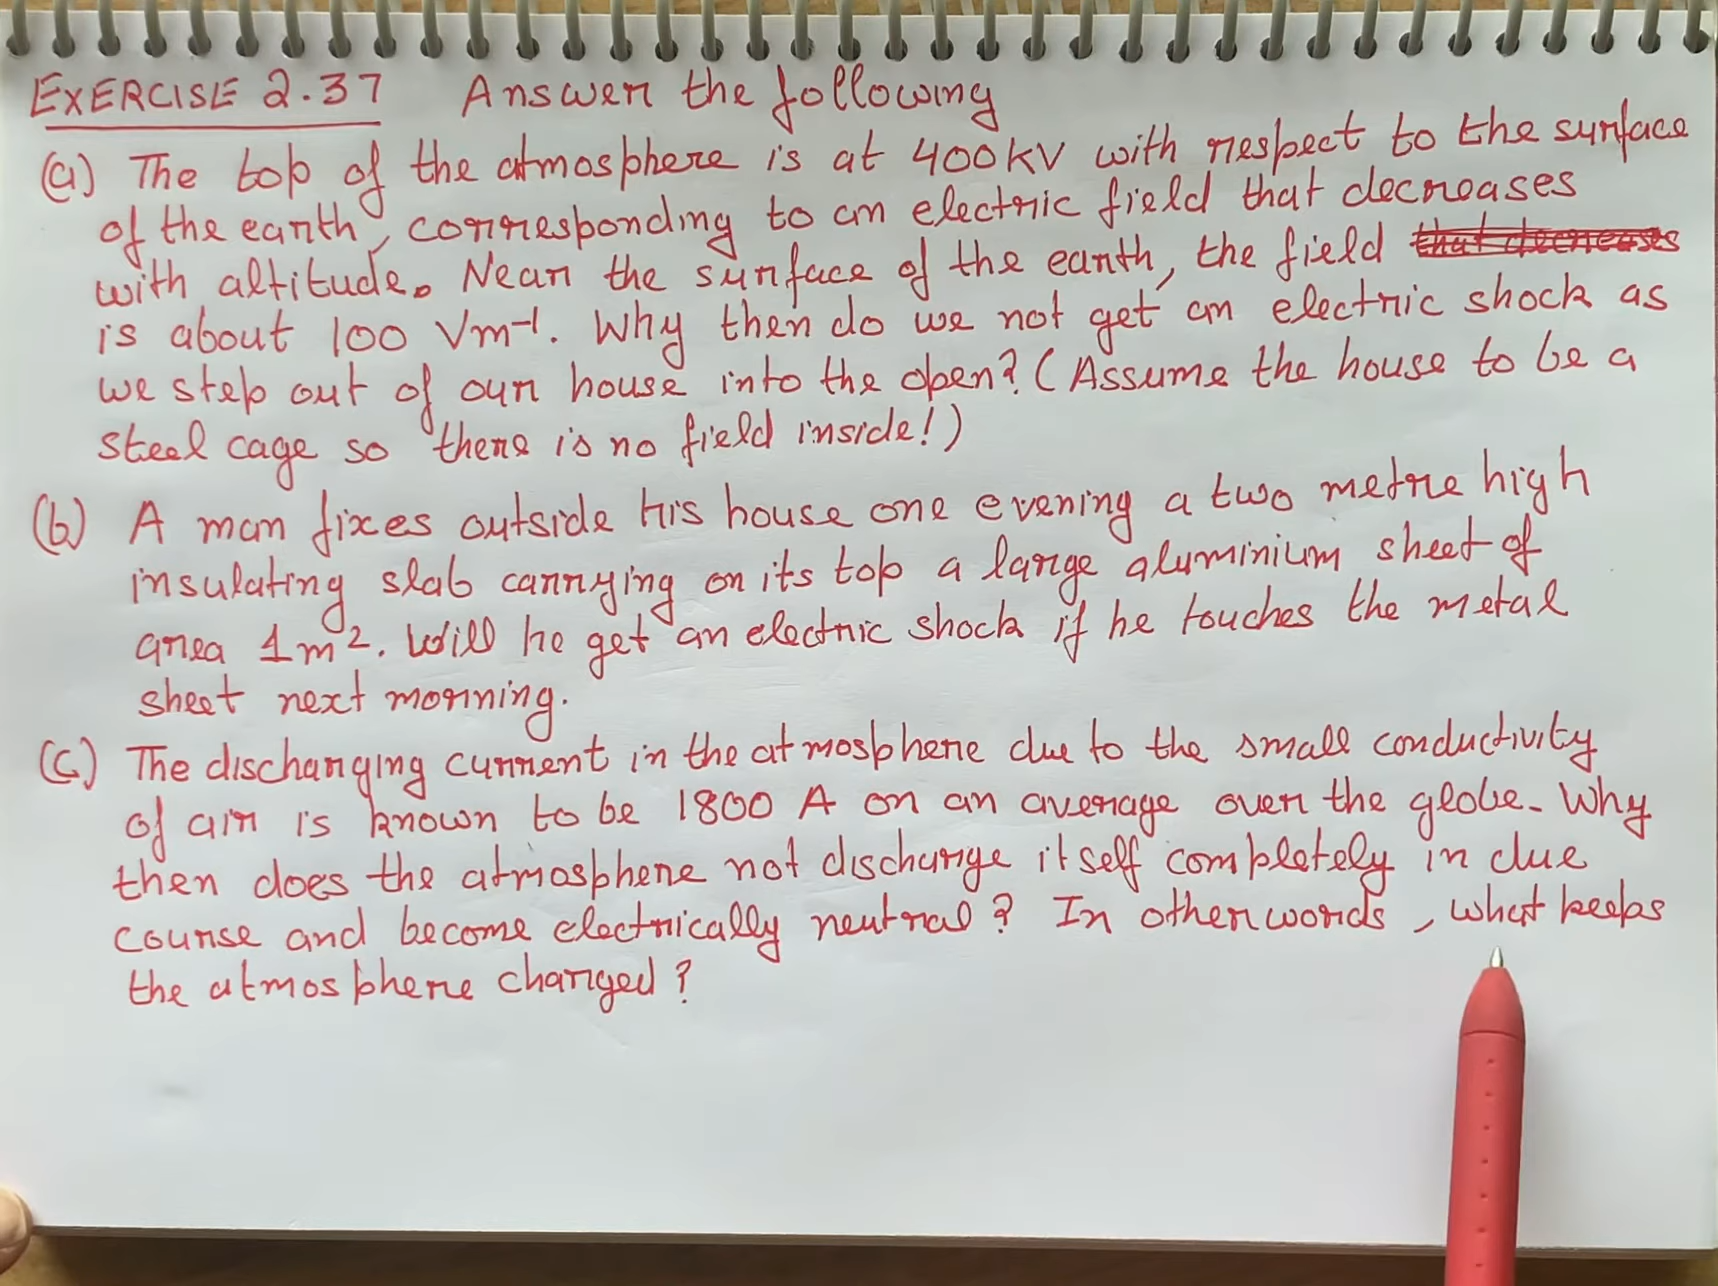 EXERCISE 2.37 Answer the following
(a) The top of the atmosphere is at 400 KV with respect to the surface
of the earth, corresponding to an electric field that decreases
with altitude. Near the surface of the earth, the field that decreases
is about 100 Vm⁻¹. Why then do we not get an electric shock as
we step out of our house into the open? (Assume the house to be a
steel cage so there is no field inside!)
(b) A man fixes outside his house one evening a two metre high
insulating slab carrying on its top a large aluminium sheet of
area 1m². Will he get an electric shock if he touches the metal
sheet next morning.
(c) The discharging current in the atmosphere due to the small conductivity
of air is known to be 1800 A on an average over the globe. Why
then does the atmosphere not discharge itself completely in due
course and become electrically neutral? In other words, what keeps
the atmosphere charged?